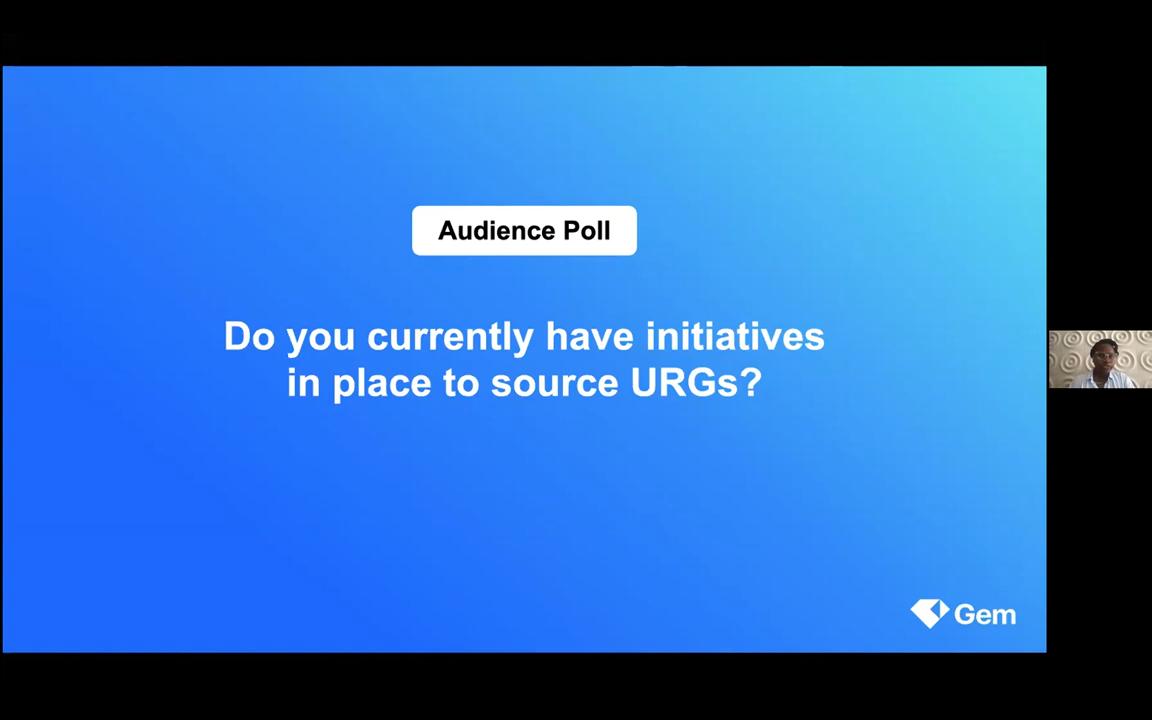 Audience Poll
Do you currently have initiatives
in place to source URGs?
Gem